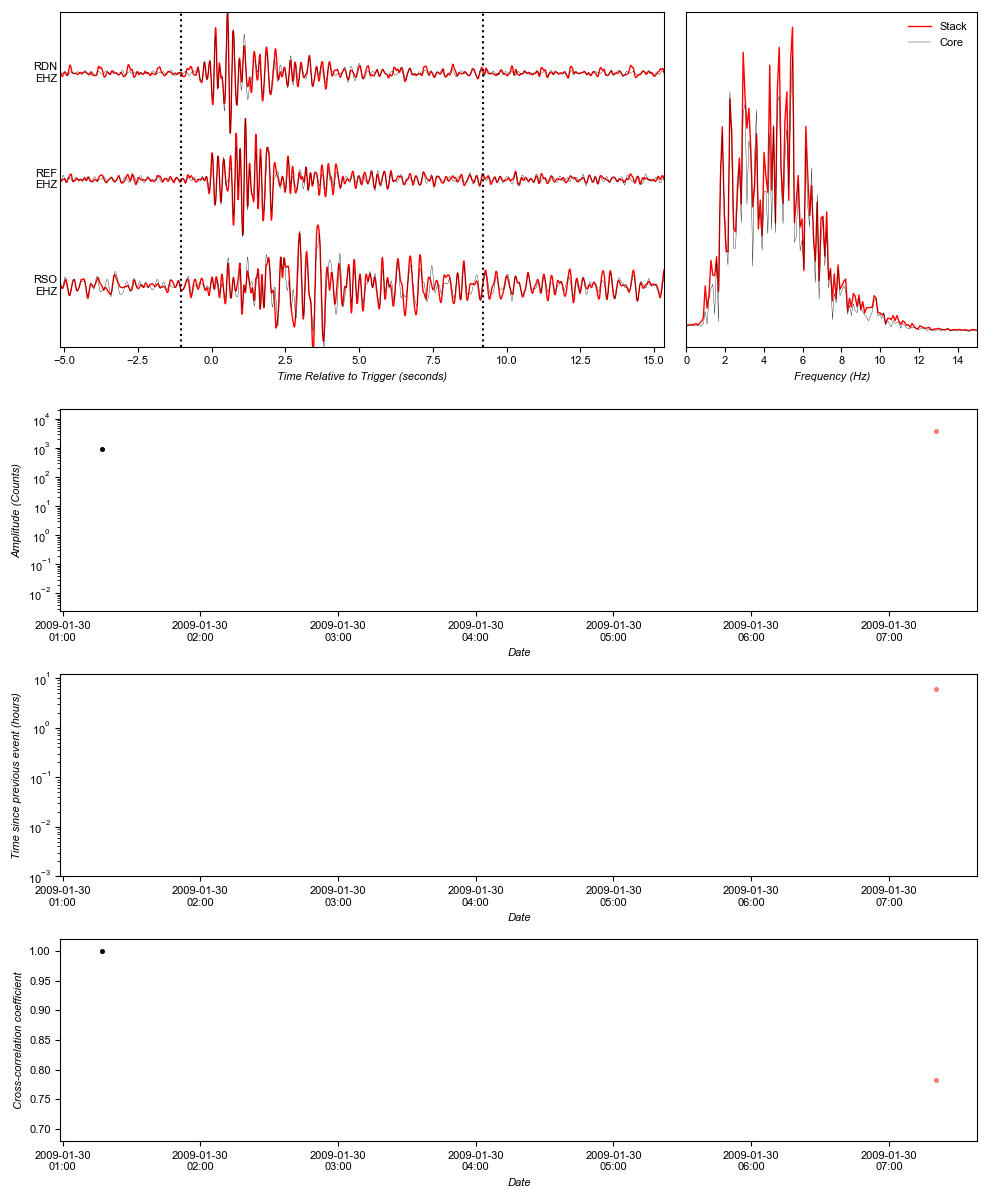 RDN
EHZ
REF
EHZ
RSO
EHZ
−5.0 −2.5 0.0 2.5 5.0 7.5 10.0 12.5 15.0
Time Relative to Trigger (seconds)
Stack
Core
0 2 4 6 8 10 12 14
Frequency (Hz)
10^4
10^3
10^2
10^1
10^0
10^−1
10^−2
Amplitude (Counts)
2009-01-30 2009-01-30 2009-01-30 2009-01-30 2009-01-30 2009-01-30 2009-01-30
01:00 02:00 03:00 04:00 05:00 06:00 07:00
Date
10^1
10^0
10^−1
10^−2
10^−3
Time since previous event (hours)
2009-01-30 2009-01-30 2009-01-30 2009-01-30 2009-01-30 2009-01-30 2009-01-30
01:00 02:00 03:00 04:00 05:00 06:00 07:00
Date
1.00
0.95
0.90
0.85
0.80
0.75
0.70
Cross-correlation coefficient
2009-01-30 2009-01-30 2009-01-30 2009-01-30 2009-01-30 2009-01-30 2009-01-30
01:00 02:00 03:00 04:00 05:00 06:00 07:00
Date